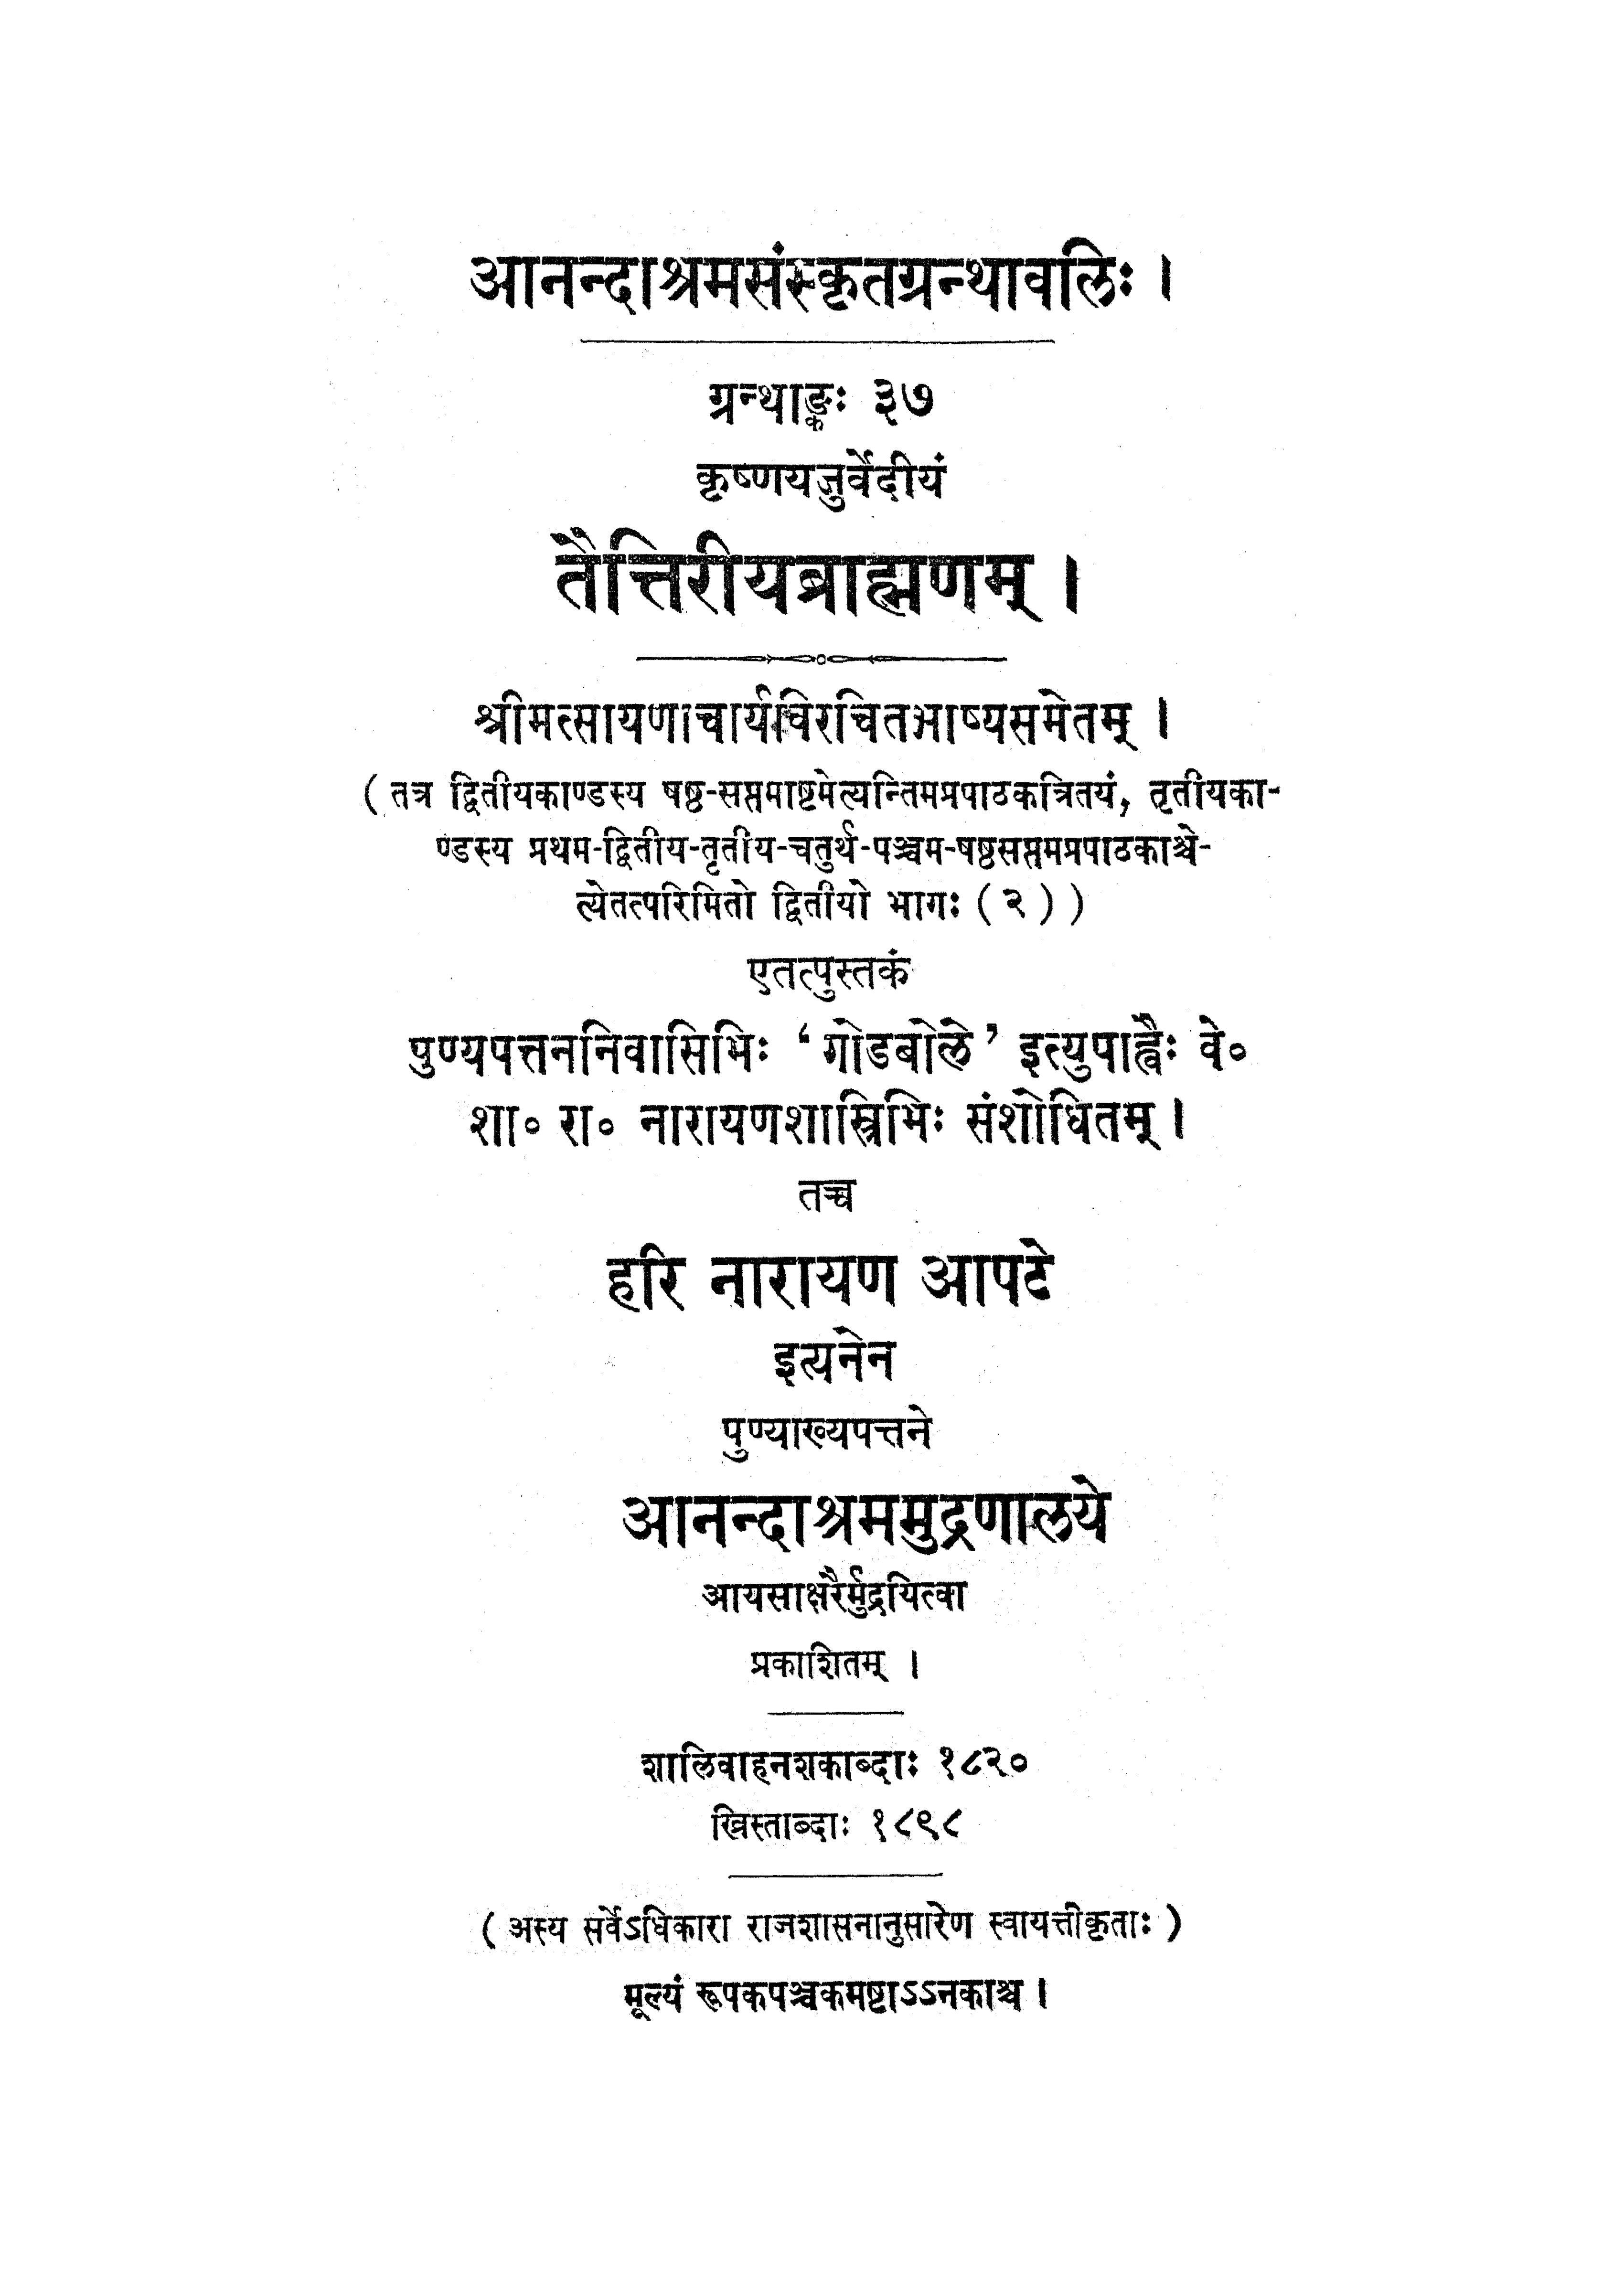 आनन्दाश्रमसंस्कृतग्रन्थावलिः ।
ग्रन्थाङ्कः ३७
कृष्णयजुर्वेदीयं
तैत्तिरीयब्राह्मणम् ।
श्रीमत्सायणाचार्यविरचितभाष्यसमेतम् ।
( तत्र द्वितीयकाण्डस्य षष्ठ-सप्तमाष्टमेत्यन्तिमप्रपाठकत्रितयं, तृतीयका-
ण्डस्य प्रथम-द्वितीय-तृतीय-चतुर्थ-पञ्चम-षष्ठसप्तमप्रपाठकाश्चे-
त्येतत्परिमितो द्वितीयो भागः ( २ ) )
एतत्पुस्तकं
पुण्यपत्तननिवासिभिः ‘ गोडबोले ’ इत्युपाह्वैः वे०
शा० रा० नारायणशास्त्रिभिः संशोधितम् ।
तच्च
हरि नारायण आपटे
इत्यनेन
पुण्याख्यपत्तने
आनन्दाश्रममुद्रणालये
आयसाक्षरैर्मुद्रयित्वा
प्रकाशितम् ।
शालिवाहनशकाब्दाः १८२०
ख्रिस्ताब्दाः १८९८
( अस्य सर्वेऽधिकारा राजशासनानुसारेण स्वायत्तीकृताः )
मूल्यं रूपकपञ्चकमष्टाऽऽनकाश्च ।